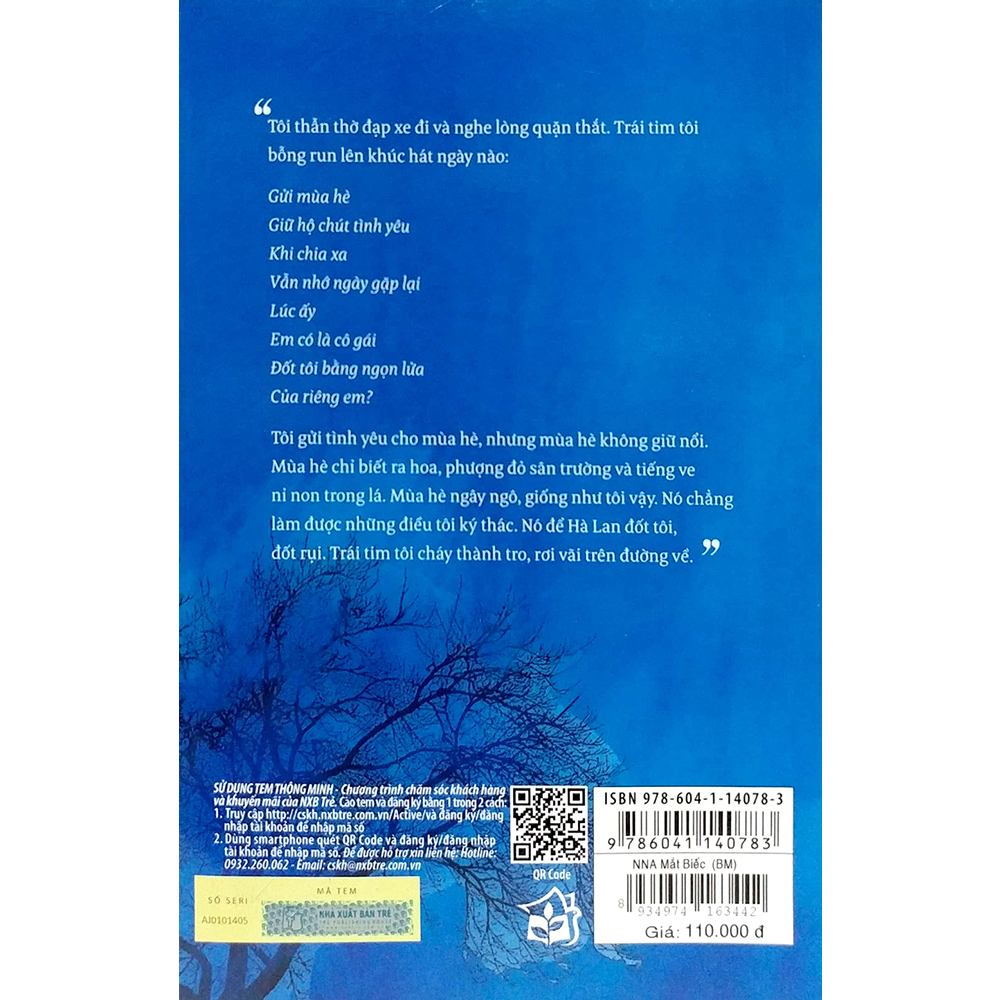 “
Tôi thẫn thờ đạp xe đi và nghe lòng quặn thắt. Trái tim tôi
bỗng run lên khúc hát ngày nào:
Gửi mùa hè
Giữ hộ chút tình yêu
Khi chia xa
Vẫn nhớ ngày gặp lại
Lúc ấy
Em có là cô gái
Đốt tôi bằng ngọn lửa
Của riêng em?
Tôi gửi tình yêu cho mùa hè, nhưng mùa hè không giữ nổi.
Mùa hè chỉ biết ra hoa, phượng đỏ sân trường và tiếng ve
nỉ non trong lá. Mùa hè ngây ngô, giống như tôi vậy. Nó chẳng
làm được những điều tôi ký thác. Nó để Hà Lan đốt tôi,
đốt rụi. Trái tim tôi cháy thành tro, rơi vãi trên đường về. ”
SỬ DỤNG TEM THÔNG MINH - Chương trình chăm sóc khách hàng
và khuyến mãi của NXB Trẻ. Cào tem và đăng ký bằng 1 trong 2 cách:
1. Truy cập http://cskh.nxbtre.com.vn/Active/và đăng ký/đăng
nhập tài khoản để nhập mã số
2. Dùng smartphone quét QR Code và đăng ký/đăng nhập
tài khoản để nhập mã số. Để được hỗ trợ xin liên hệ: Hotline:
0932.260.062 - Email: cskh@nxbtre.com.vn
QR Code
MÃ TEM
SỐ SERI
AJ0101405
NHÀ XUẤT BẢN TRẺ
ISBN 978-604-1-14078-3
9 786041 140783
NNA Mắt Biếc (BM)
8 934974 163442
Giá: 110.000 đ